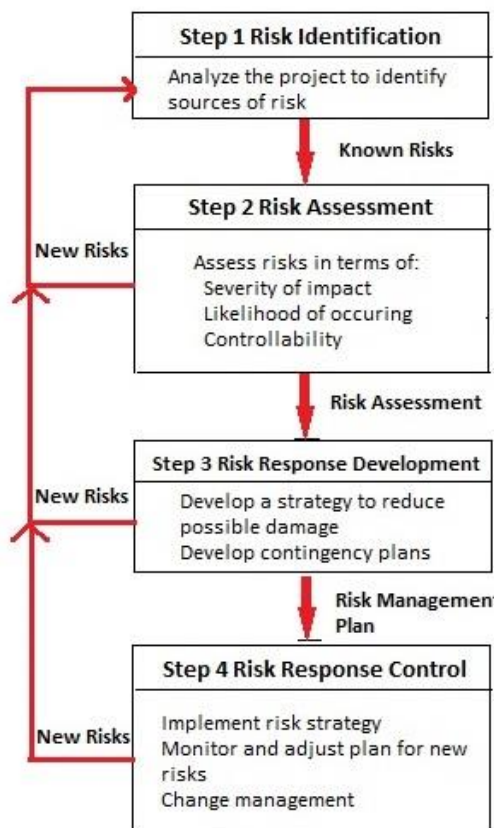 Step 1 Risk Identification
Analyze the project to identify
sources of risk
Known Risks
Step 2 Risk Assessment
New Risks
Assess risks in terms of:
Severity of impact
Likelihood of occuring
Controllability
Risk Assessment
Step 3 Risk Response Development
New Risks
Develop a strategy to reduce
possible damage
Develop contingency plans
Risk Management
Plan
Step 4 Risk Response Control
New Risks
Implement risk strategy
Monitor and adjust plan for new
risks
Change management